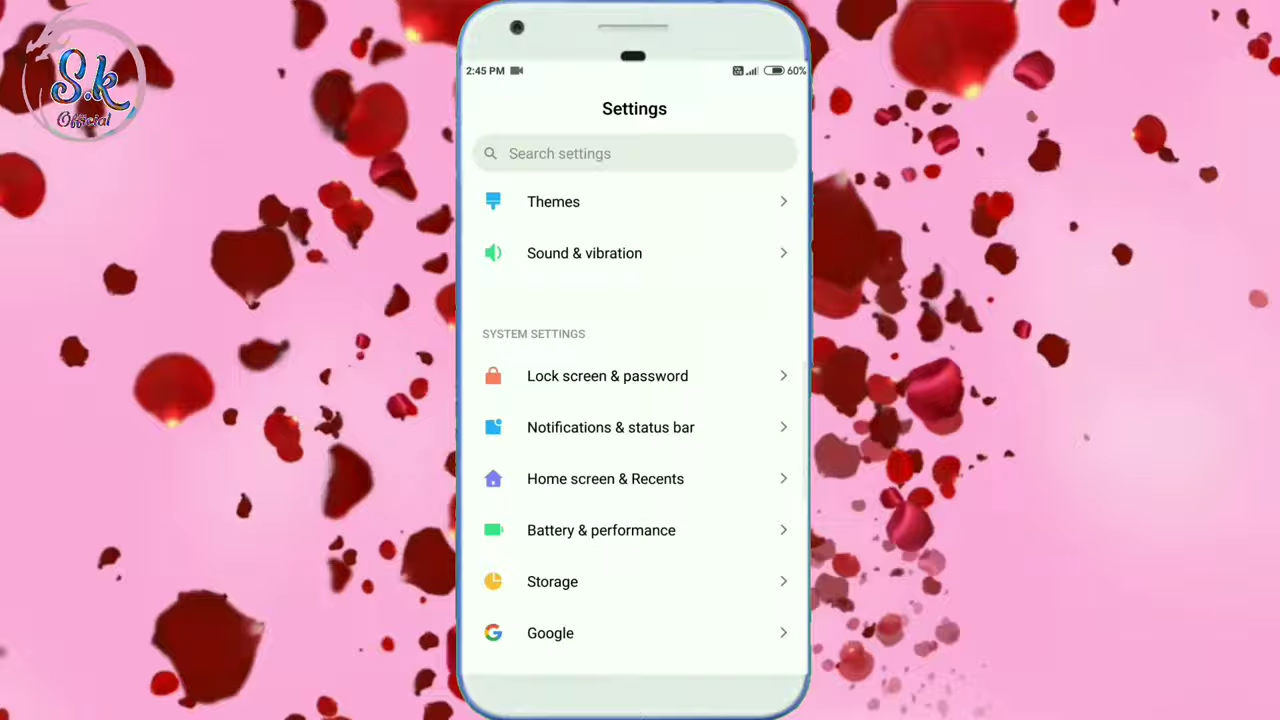 S.k
Official
2:45 PM
60%
Settings
Search settings
Themes
Sound & vibration
SYSTEM SETTINGS
Lock screen & password
Notifications & status bar
Home screen & Recents
Battery & performance
Storage
Google